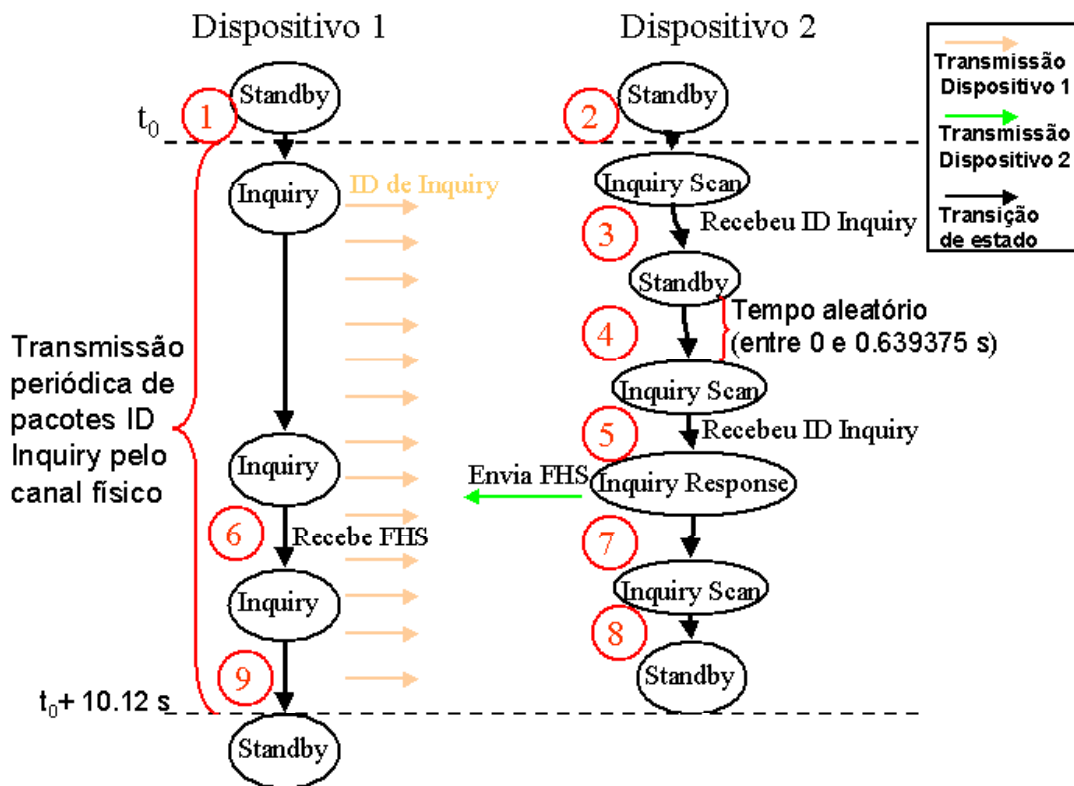 Dispositivo 1
Dispositivo 2
Transmissão
Dispositivo 1
Transmissão
Dispositivo 2
Transição
de estado
t0
1
Standby
2
Standby
Inquiry
ID de Inquiry
Inquiry Scan
3
Recebeu ID Inquiry
Standby
4
Tempo aleatório
(entre 0 e 0.639375 s)
Transmissão
periódica de
pacotes ID
Inquiry pelo
canal físico
Inquiry Scan
5
Recebeu ID Inquiry
Inquiry
Envia FHS
Inquiry Response
6
Recebe FHS
7
Inquiry
Inquiry Scan
8
9
Standby
t0+ 10.12 s
Standby